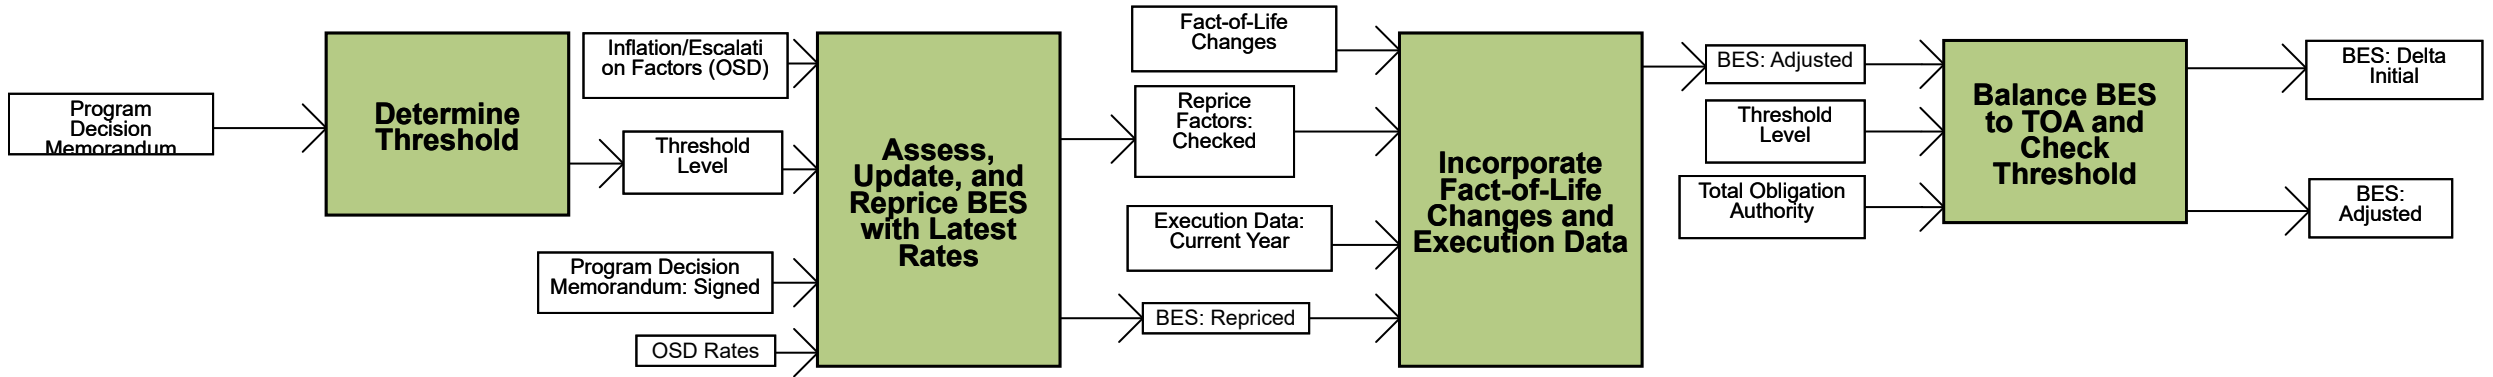 Program
Decision
Memorandum
Determine
Threshold
Inflation/Escalati
on Factors (OSD)
Threshold
Level
Program Decision
Memorandum: Signed
OSD Rates
Assess,
Update, and
Reprice BES
with Latest
Rates
Fact-of-Life
Changes
Reprice
Factors:
Checked
Execution Data:
Current Year
BES: Repriced
Incorporate
Fact-of-Life
Changes and
Execution Data
BES: Adjusted
Threshold
Level
Total Obligation
Authority
Balance BES
to TOA and
Check
Threshold
BES: Delta
Initial
BES:
Adjusted